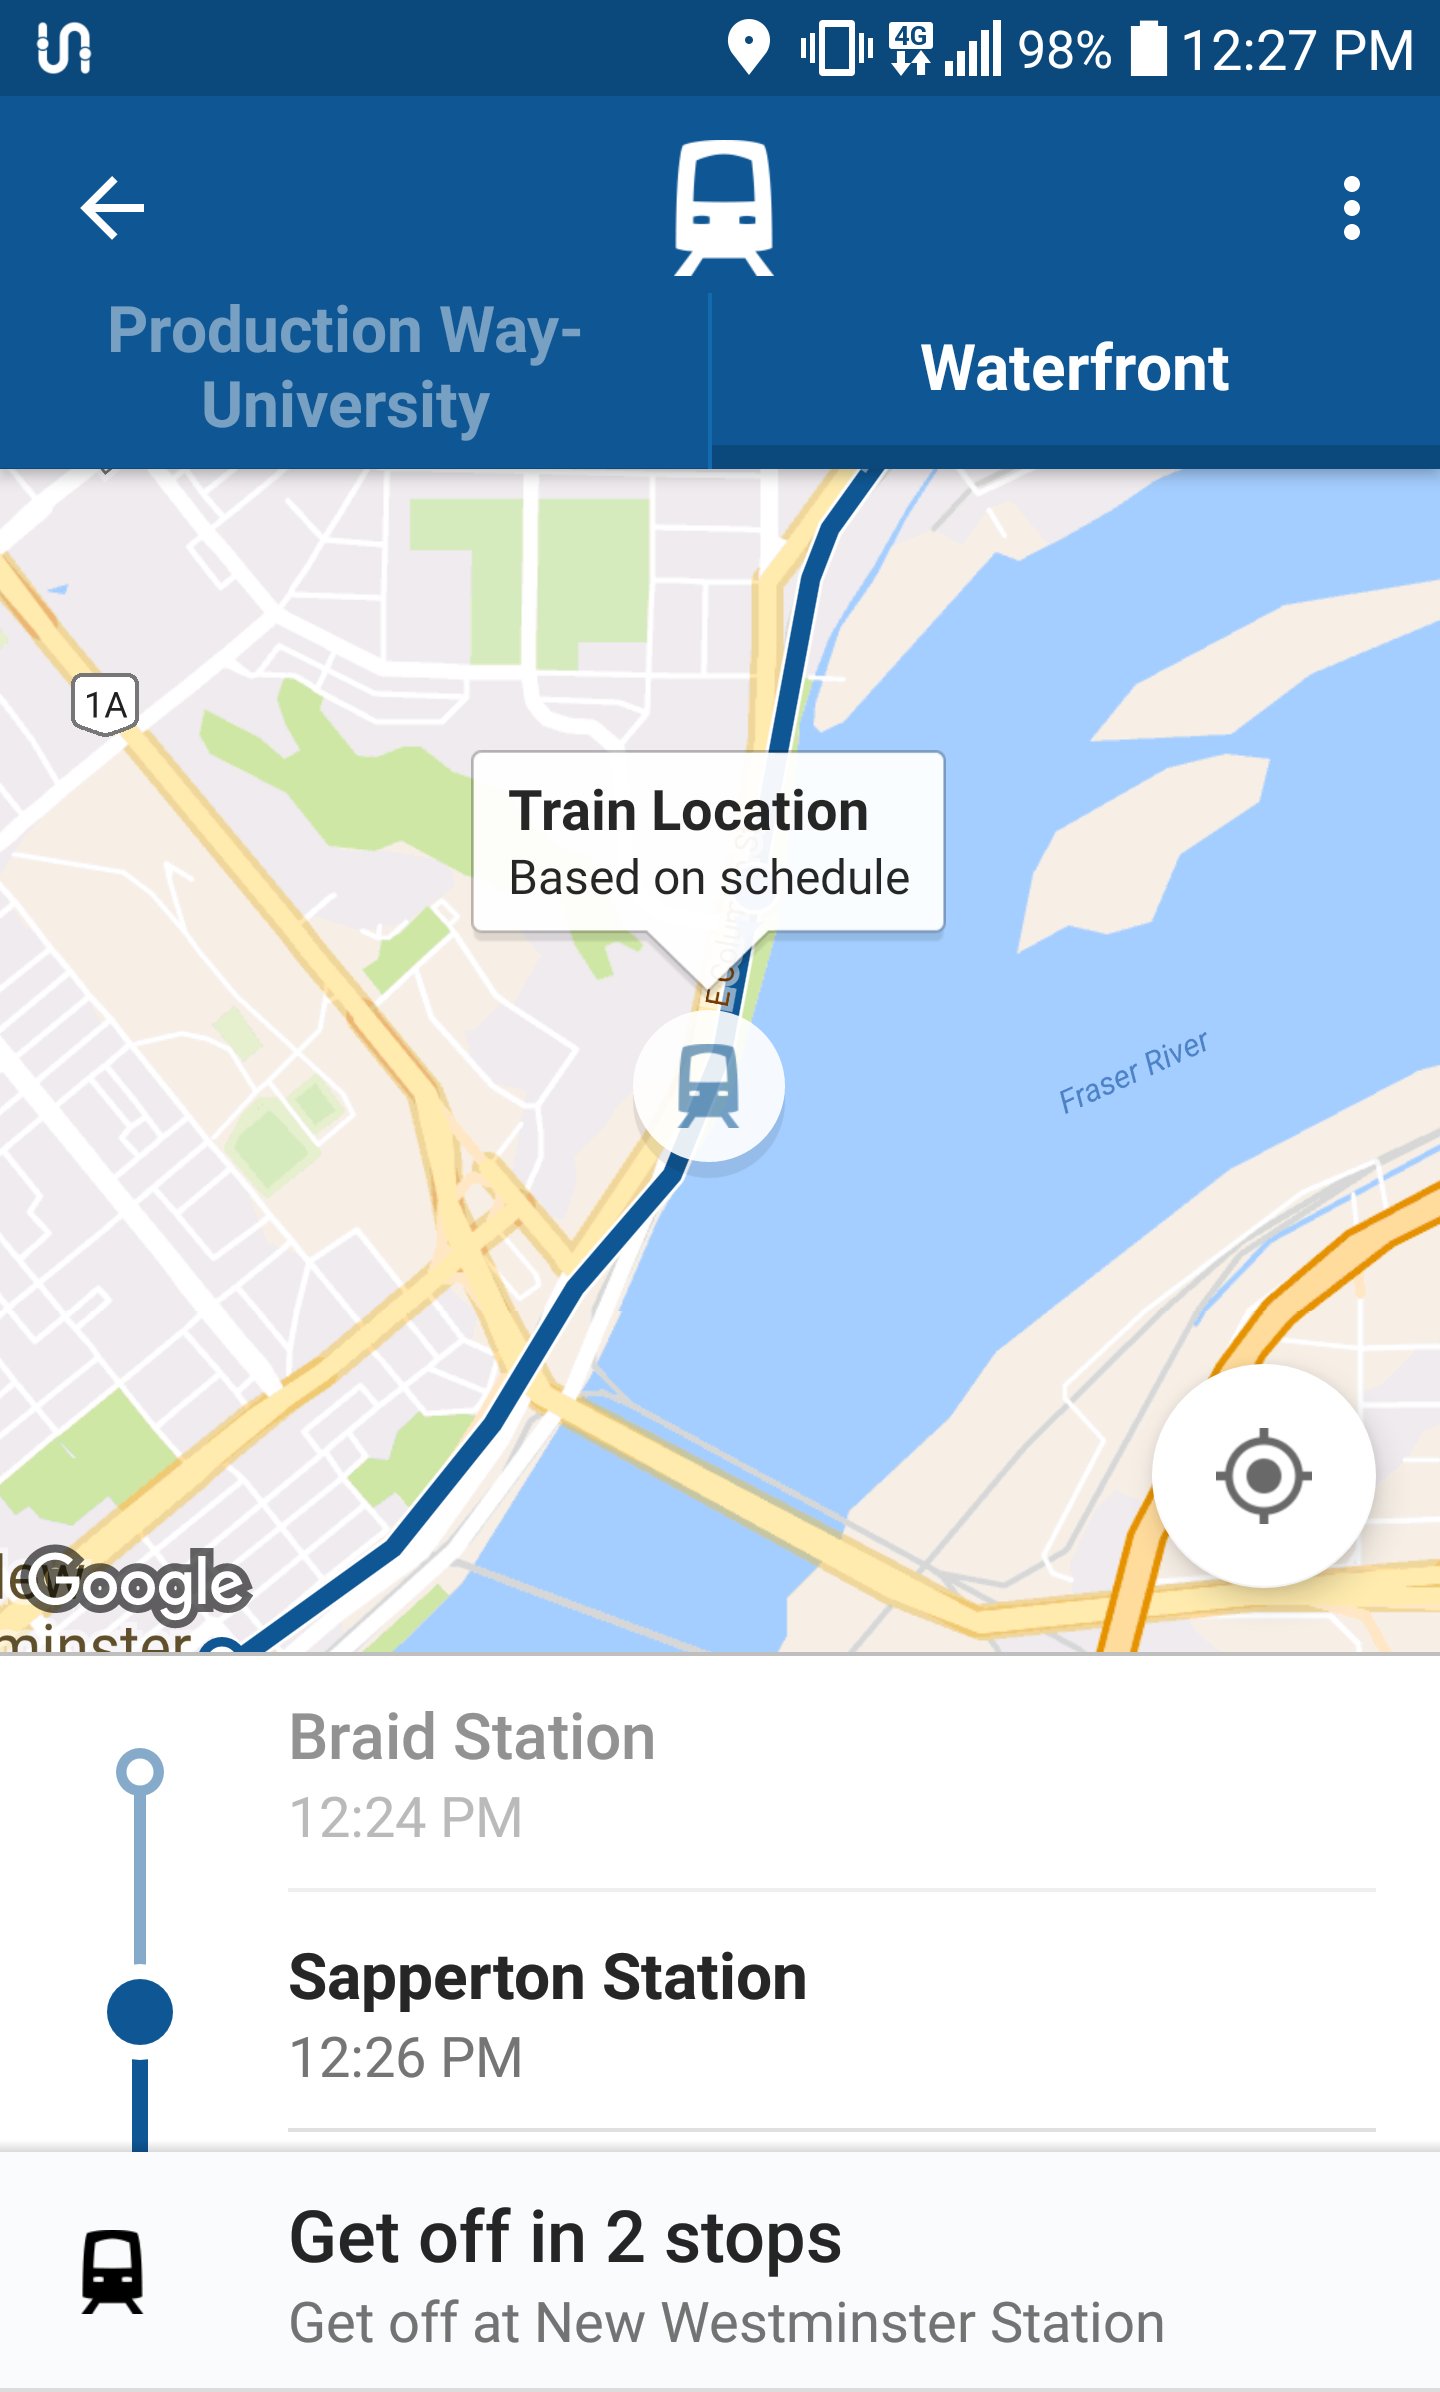 4G 98% 12:27 PM
Production Way-
University
Waterfront
1A
Train Location
Based on schedule
Fraser River
Google
minster
Braid Station
12:24 PM
Sapperton Station
12:26 PM
Get off in 2 stops
Get off at New Westminster Station